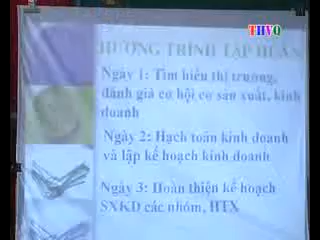 THVQ
HƯƠNG TRÌNH TẬP HUẤN
Ngày 1: Tìm hiểu thị trường,
đánh giá cơ hội cơ sản xuất, kinh
doanh
Ngày 2: Hạch toán kinh doanh
và lập kế hoạch kinh doanh
Ngày 3: Hoàn thiện kế hoạch
SXKD các nhóm, HTX